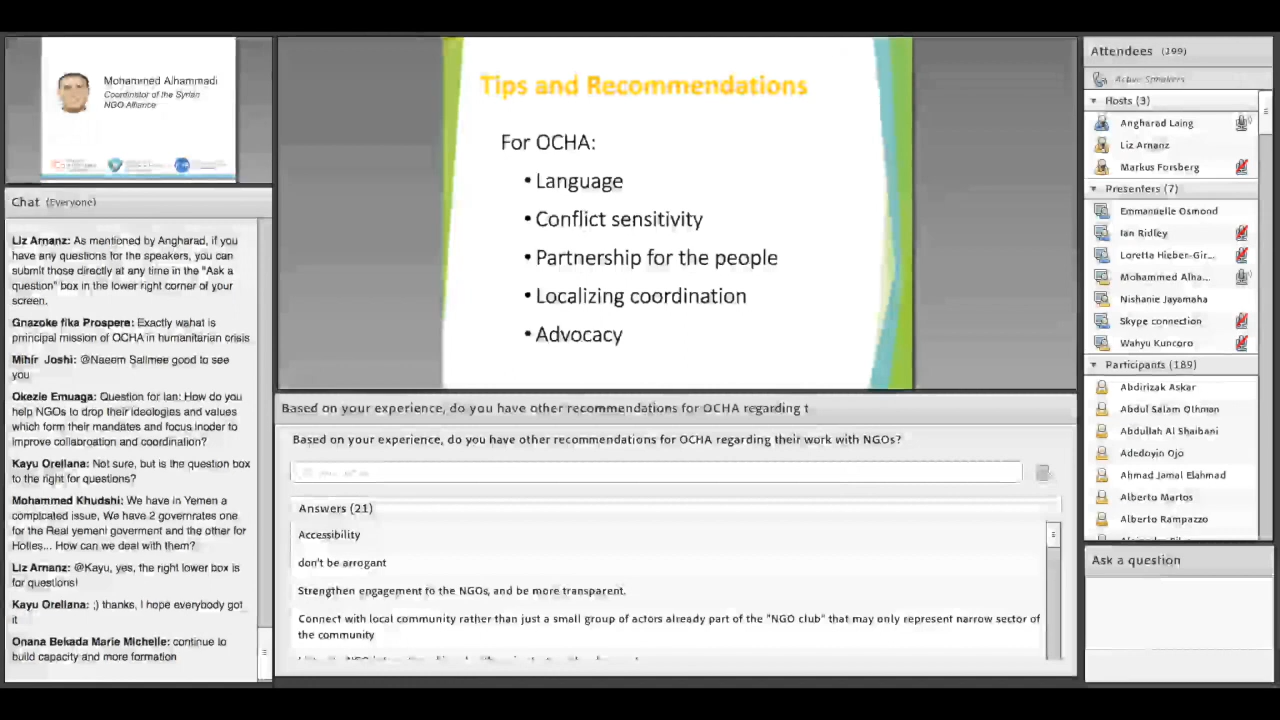 Mohammed Alhammadi
Coordinator of the Syrian
NGO Alliance
Chat (Everyone)
Liz Arnanz: As mentioned by Angharad, if you
have any questions for the speakers, you can
submit those directly at any time in the "Ask a
question" box in the lower right corner of your
screen.
Gnazoke fika Prospere: Exactly wahat is
principal mission of OCHA in humanitarian crisis
Mihir Joshi: @Naeem Salimee good to see
you
Okezie Emuaga: Question for Ian: How do you
help NGOs to drop their ideologies and values
which form their mandates and focus inoder to
improve collabroation and coordination?
Kayu Orellana: Not sure, but is the question box
to the right for questions?
Mohammed Khudshi: We have in Yemen a
complcated issue, We have 2 governrates one
for the Real yemeni goverment and the other for
Hoties... How can we deal with them?
Liz Arnanz: @Kayu, yes, the right lower box is
for questions!
Kayu Orellana: ;) thanks, I hope everybody got
it
Onana Bekada Marie Michelle: continue to
build capacity and more formation
Tips and Recommendations
For OCHA:
• Language
• Conflict sensitivity
• Partnership for the people
• Localizing coordination
• Advocacy
Based on your experience, do you have other recommendations for OCHA regarding t
Based on your experience, do you have other recommendations for OCHA regarding their work with NGOs?
Answers (21)
Accessibility
don't be arrogant
Strengthen engagement fo the NGOs, and be more transparent.
Connect with local community rather than just a small group of actors already part of the "NGO club" that may only represent narrow sector of
the community
Attendees (199)
Active Speakers
Hosts (3)
Angharad Laing
Liz Arnanz
Markus Forsberg
Presenters (7)
Emmanuelle Osmond
Ian Ridley
Loretta Hieber-Gir...
Mohammed Alha...
Nishanie Jayamaha
Skype connection
Wahyu Kuncoro
Participants (189)
Abdirizak Askar
Abdul Salam Othman
Abdullah Al Shaibani
Adedoyin Ojo
Ahmad Jamal Elahmad
Alberto Martos
Alberto Rampazzo
Ask a question